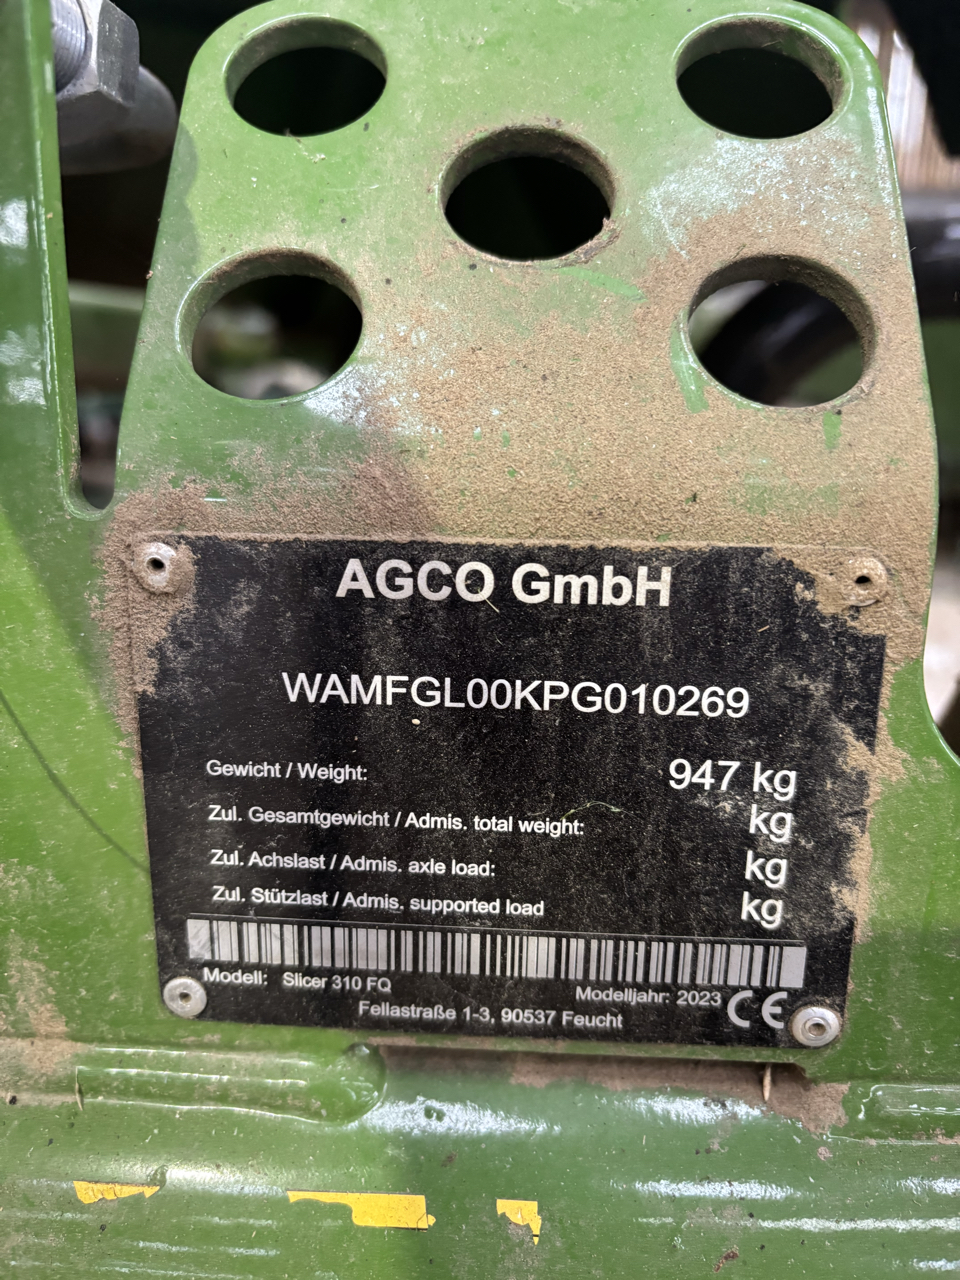 AGCO GmbH
WAMFGL00KPG010269
Gewicht / Weight: 947 kg
Zul. Gesamtgewicht / Admis. total weight: kg
Zul. Achslast / Admis. axle load: kg
Zul. Stützlast / Admis. supported load kg
Modell: Slicer 310 FQ Modelljahr: 2023 CE
Fellastraße 1-3, 90537 Feucht